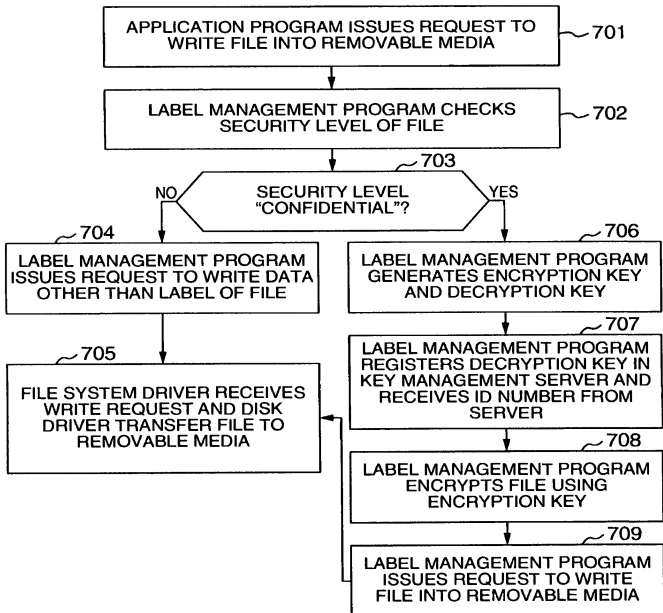 APPLICATION PROGRAM ISSUES REQUEST TO
WRITE FILE INTO REMOVABLE MEDIA
701
LABEL MANAGEMENT PROGRAM CHECKS
SECURITY LEVEL OF FILE
702
703
SECURITY LEVEL
“CONFIDENTIAL”?
NO
YES
704
LABEL MANAGEMENT PROGRAM
ISSUES REQUEST TO WRITE DATA
OTHER THAN LABEL OF FILE
705
FILE SYSTEM DRIVER RECEIVES
WRITE REQUEST AND DISK
DRIVER TRANSFER FILE TO
REMOVABLE MEDIA
706
LABEL MANAGEMENT PROGRAM
GENERATES ENCRYPTION KEY
AND DECRYPTION KEY
707
LABEL MANAGEMENT PROGRAM
REGISTERS DECRYPTION KEY IN
KEY MANAGEMENT SERVER AND
RECEIVES ID NUMBER FROM
SERVER
708
LABEL MANAGEMENT PROGRAM
ENCRYPTS FILE USING
ENCRYPTION KEY
709
LABEL MANAGEMENT PROGRAM
ISSUES REQUEST TO WRITE
FILE INTO REMOVABLE MEDIA